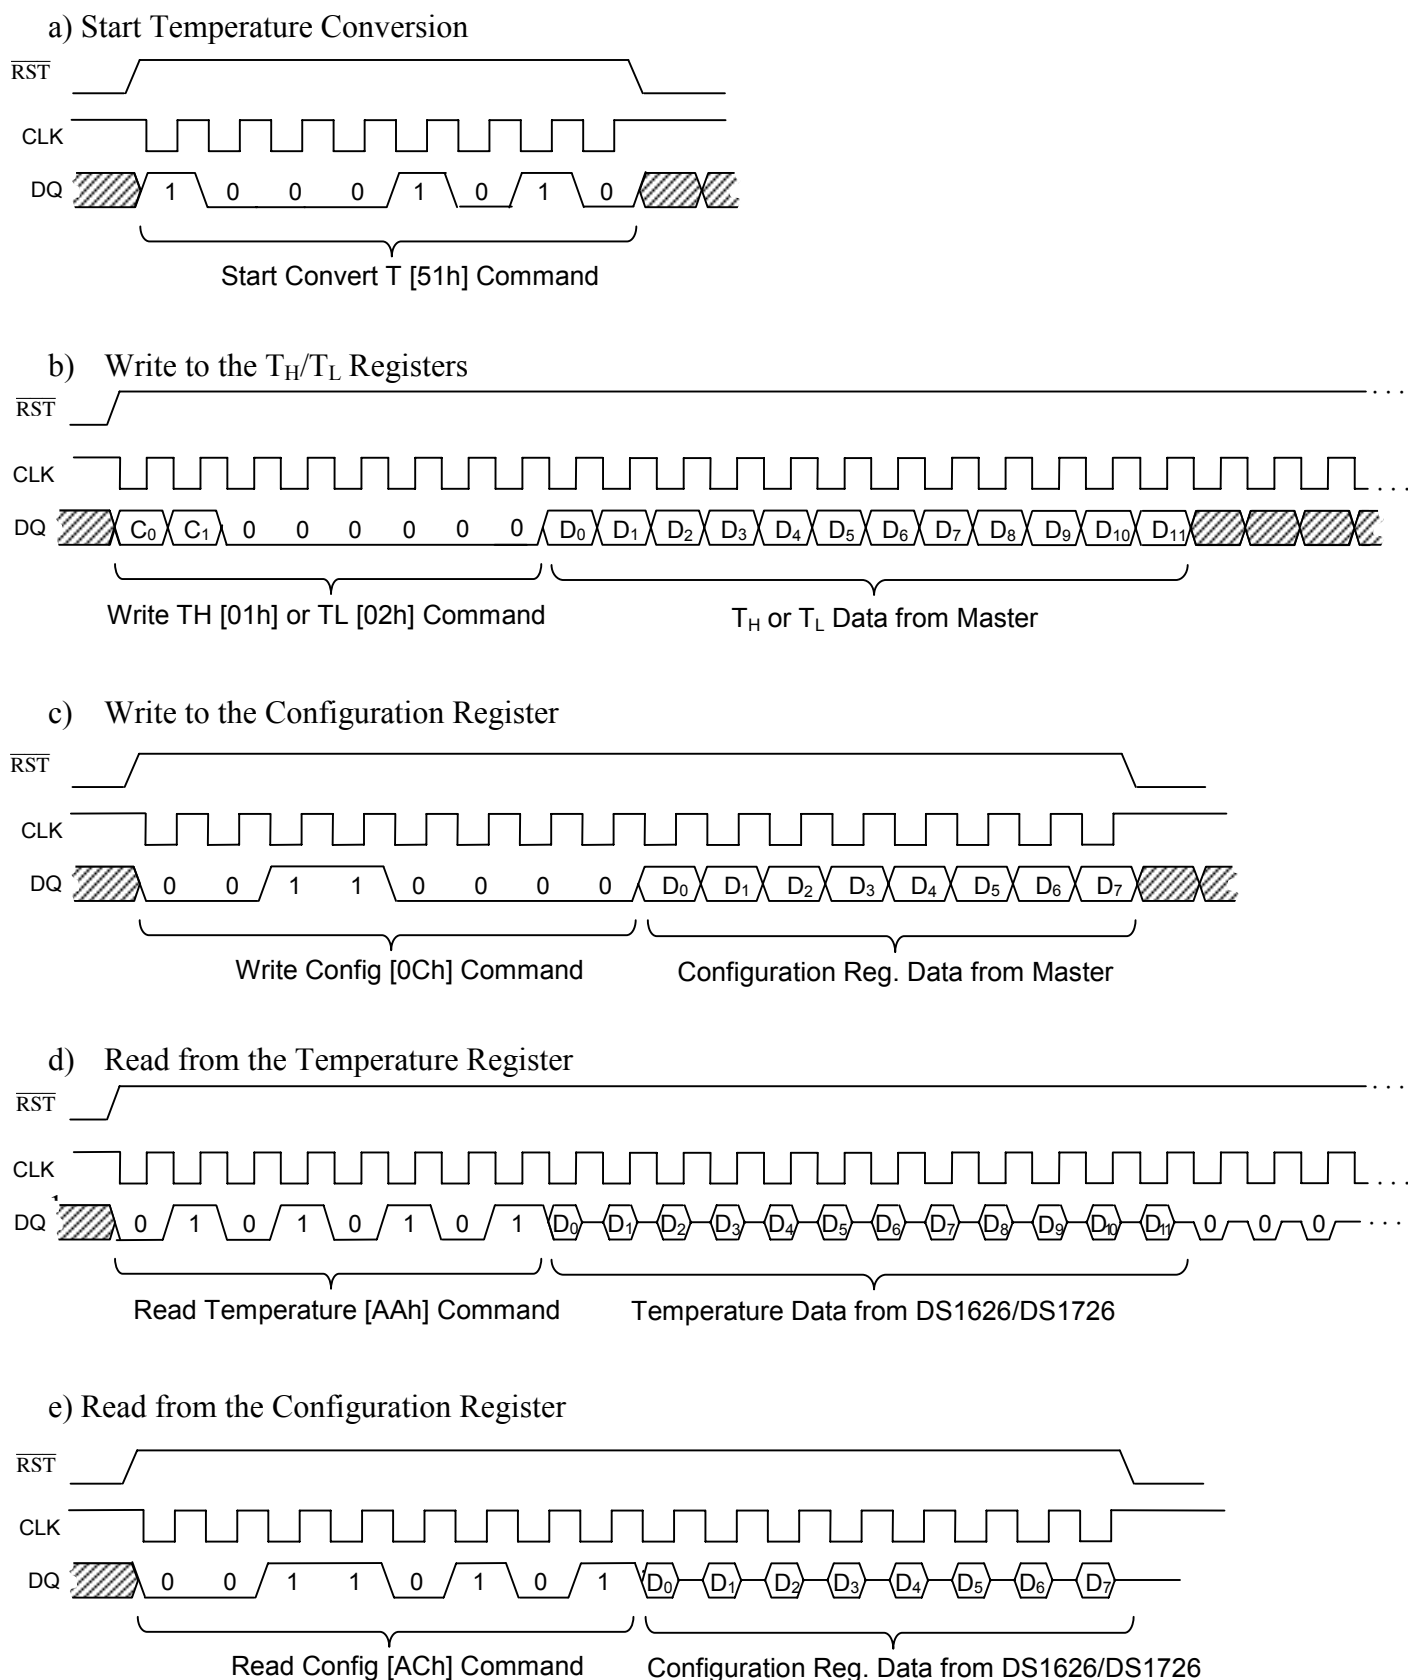 a) Start Temperature Conversion
RST
CLK
DQ 1 0 0 0 1 0 1 0
Start Convert T [51h] Command
b) Write to the TH/TL Registers
RST . . .
CLK . . . .
DQ C0 C1 0 0 0 0 0 0 D0 D1 D2 D3 D4 D5 D6 D7 D8 D9 D10 D11
Write TH [01h] or TL [02h] Command TH or TL Data from Master
c) Write to the Configuration Register
RST
CLK
DQ 0 0 1 1 0 0 0 0 D0 D1 D2 D3 D4 D5 D6 D7
Write Config [0Ch] Command Configuration Reg. Data from Master
d) Read from the Temperature Register
RST . . .
CLK . . . .
DQ 0 1 0 1 0 1 0 1 D0 D1 D2 D3 D4 D5 D6 D7 D8 D9 D10 D11 0 0 0 . . .
Read Temperature [AAh] Command Temperature Data from DS1626/DS1726
e) Read from the Configuration Register
RST
CLK
DQ 0 0 1 1 0 1 0 1 D0 D1 D2 D3 D4 D5 D6 D7
Read Config [ACh] Command Configuration Reg. Data from DS1626/DS1726